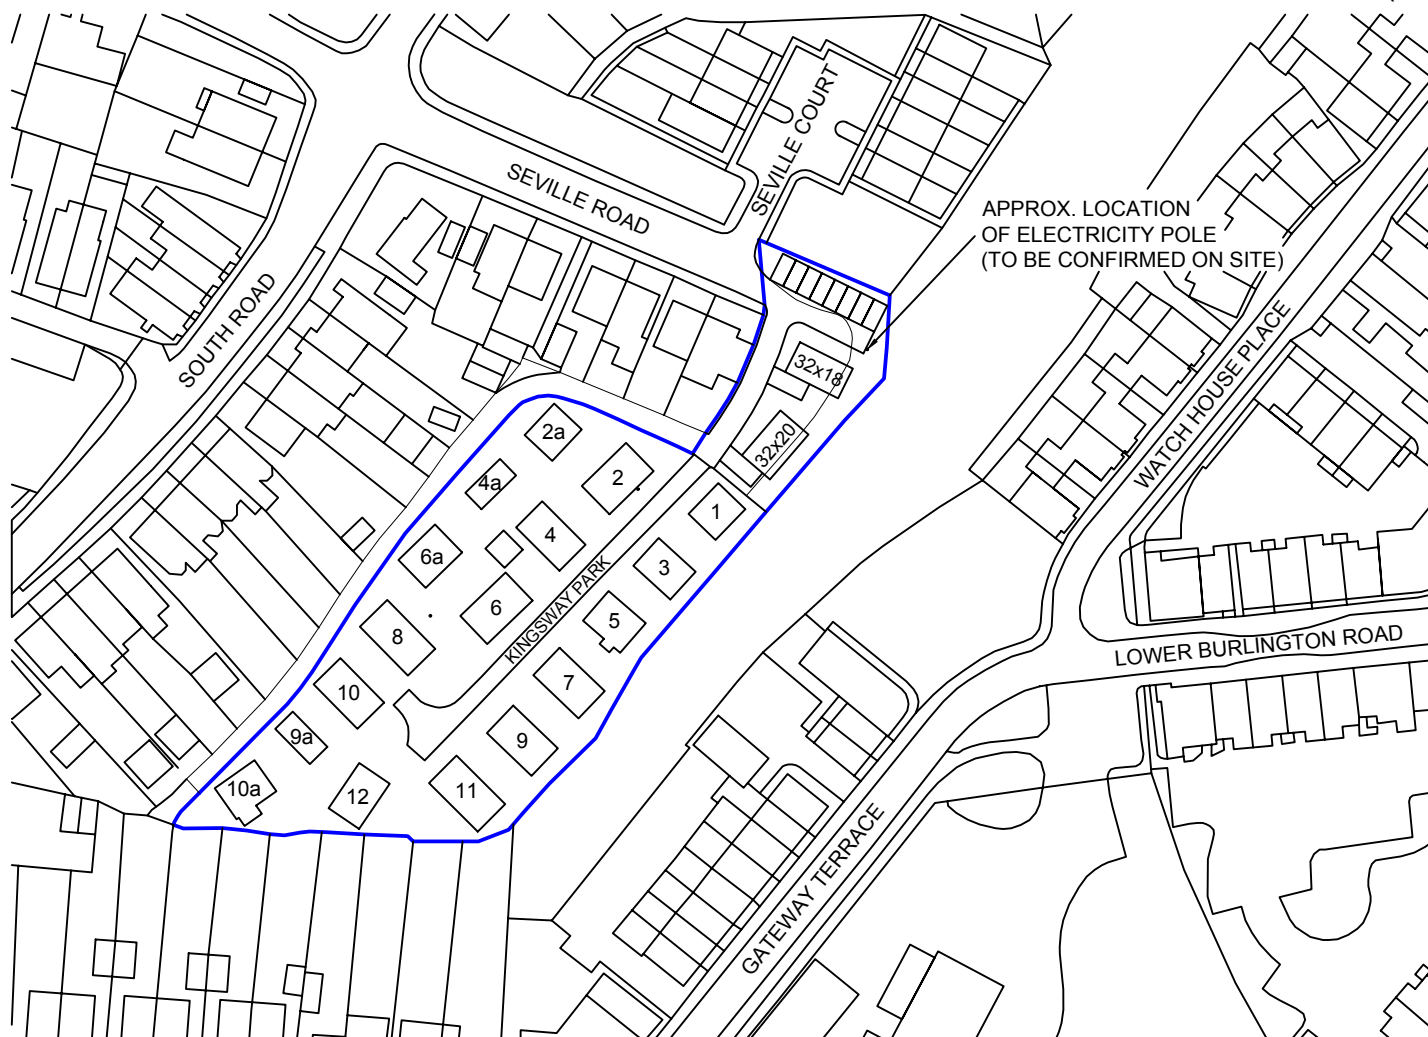 SEVILLE COURT
SEVILLE ROAD
APPROX. LOCATION
OF ELECTRICITY POLE
(TO BE CONFIRMED ON SITE)
SOUTH ROAD
WATCH HOUSE PLACE
32x18
32x20
2a
2
4a
4
1
6a
3
6
5
8
KINGSWAY PARK
7
10
9a
9
10a
12
11
LOWER BURLINGTON ROAD
GATEWAY TERRACE